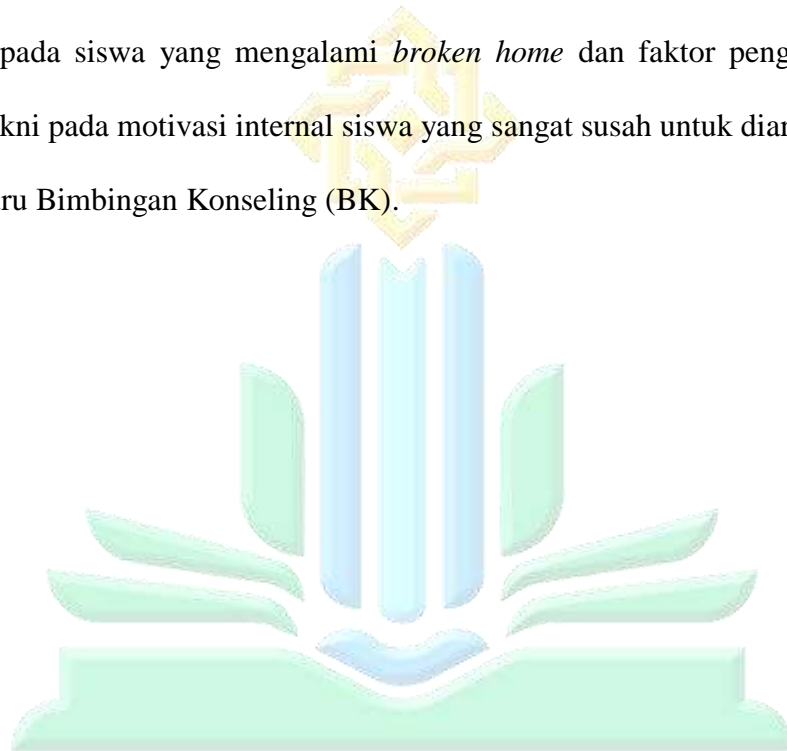 pada siswa yang mengalami broken home dan faktor peng
kni pada motivasi internal siswa yang sangat susah untuk diar
ru Bimbingan Konseling (BK).